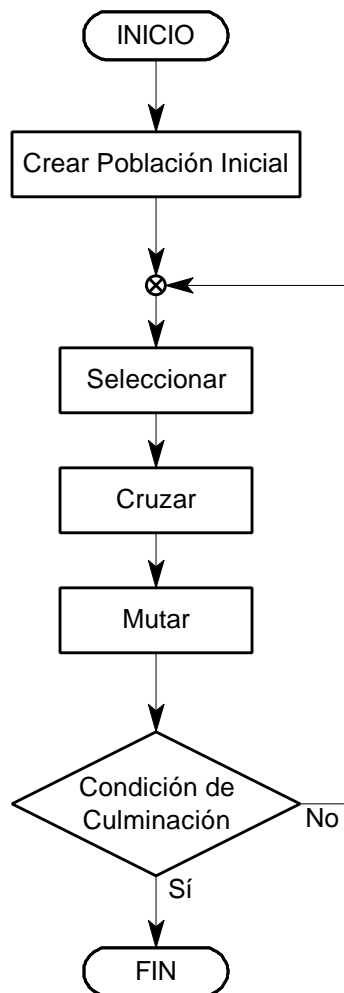 INICIO
Crear Población Inicial
Seleccionar
Cruzar
Mutar
Condición de
Culminación
No
Sí
FIN